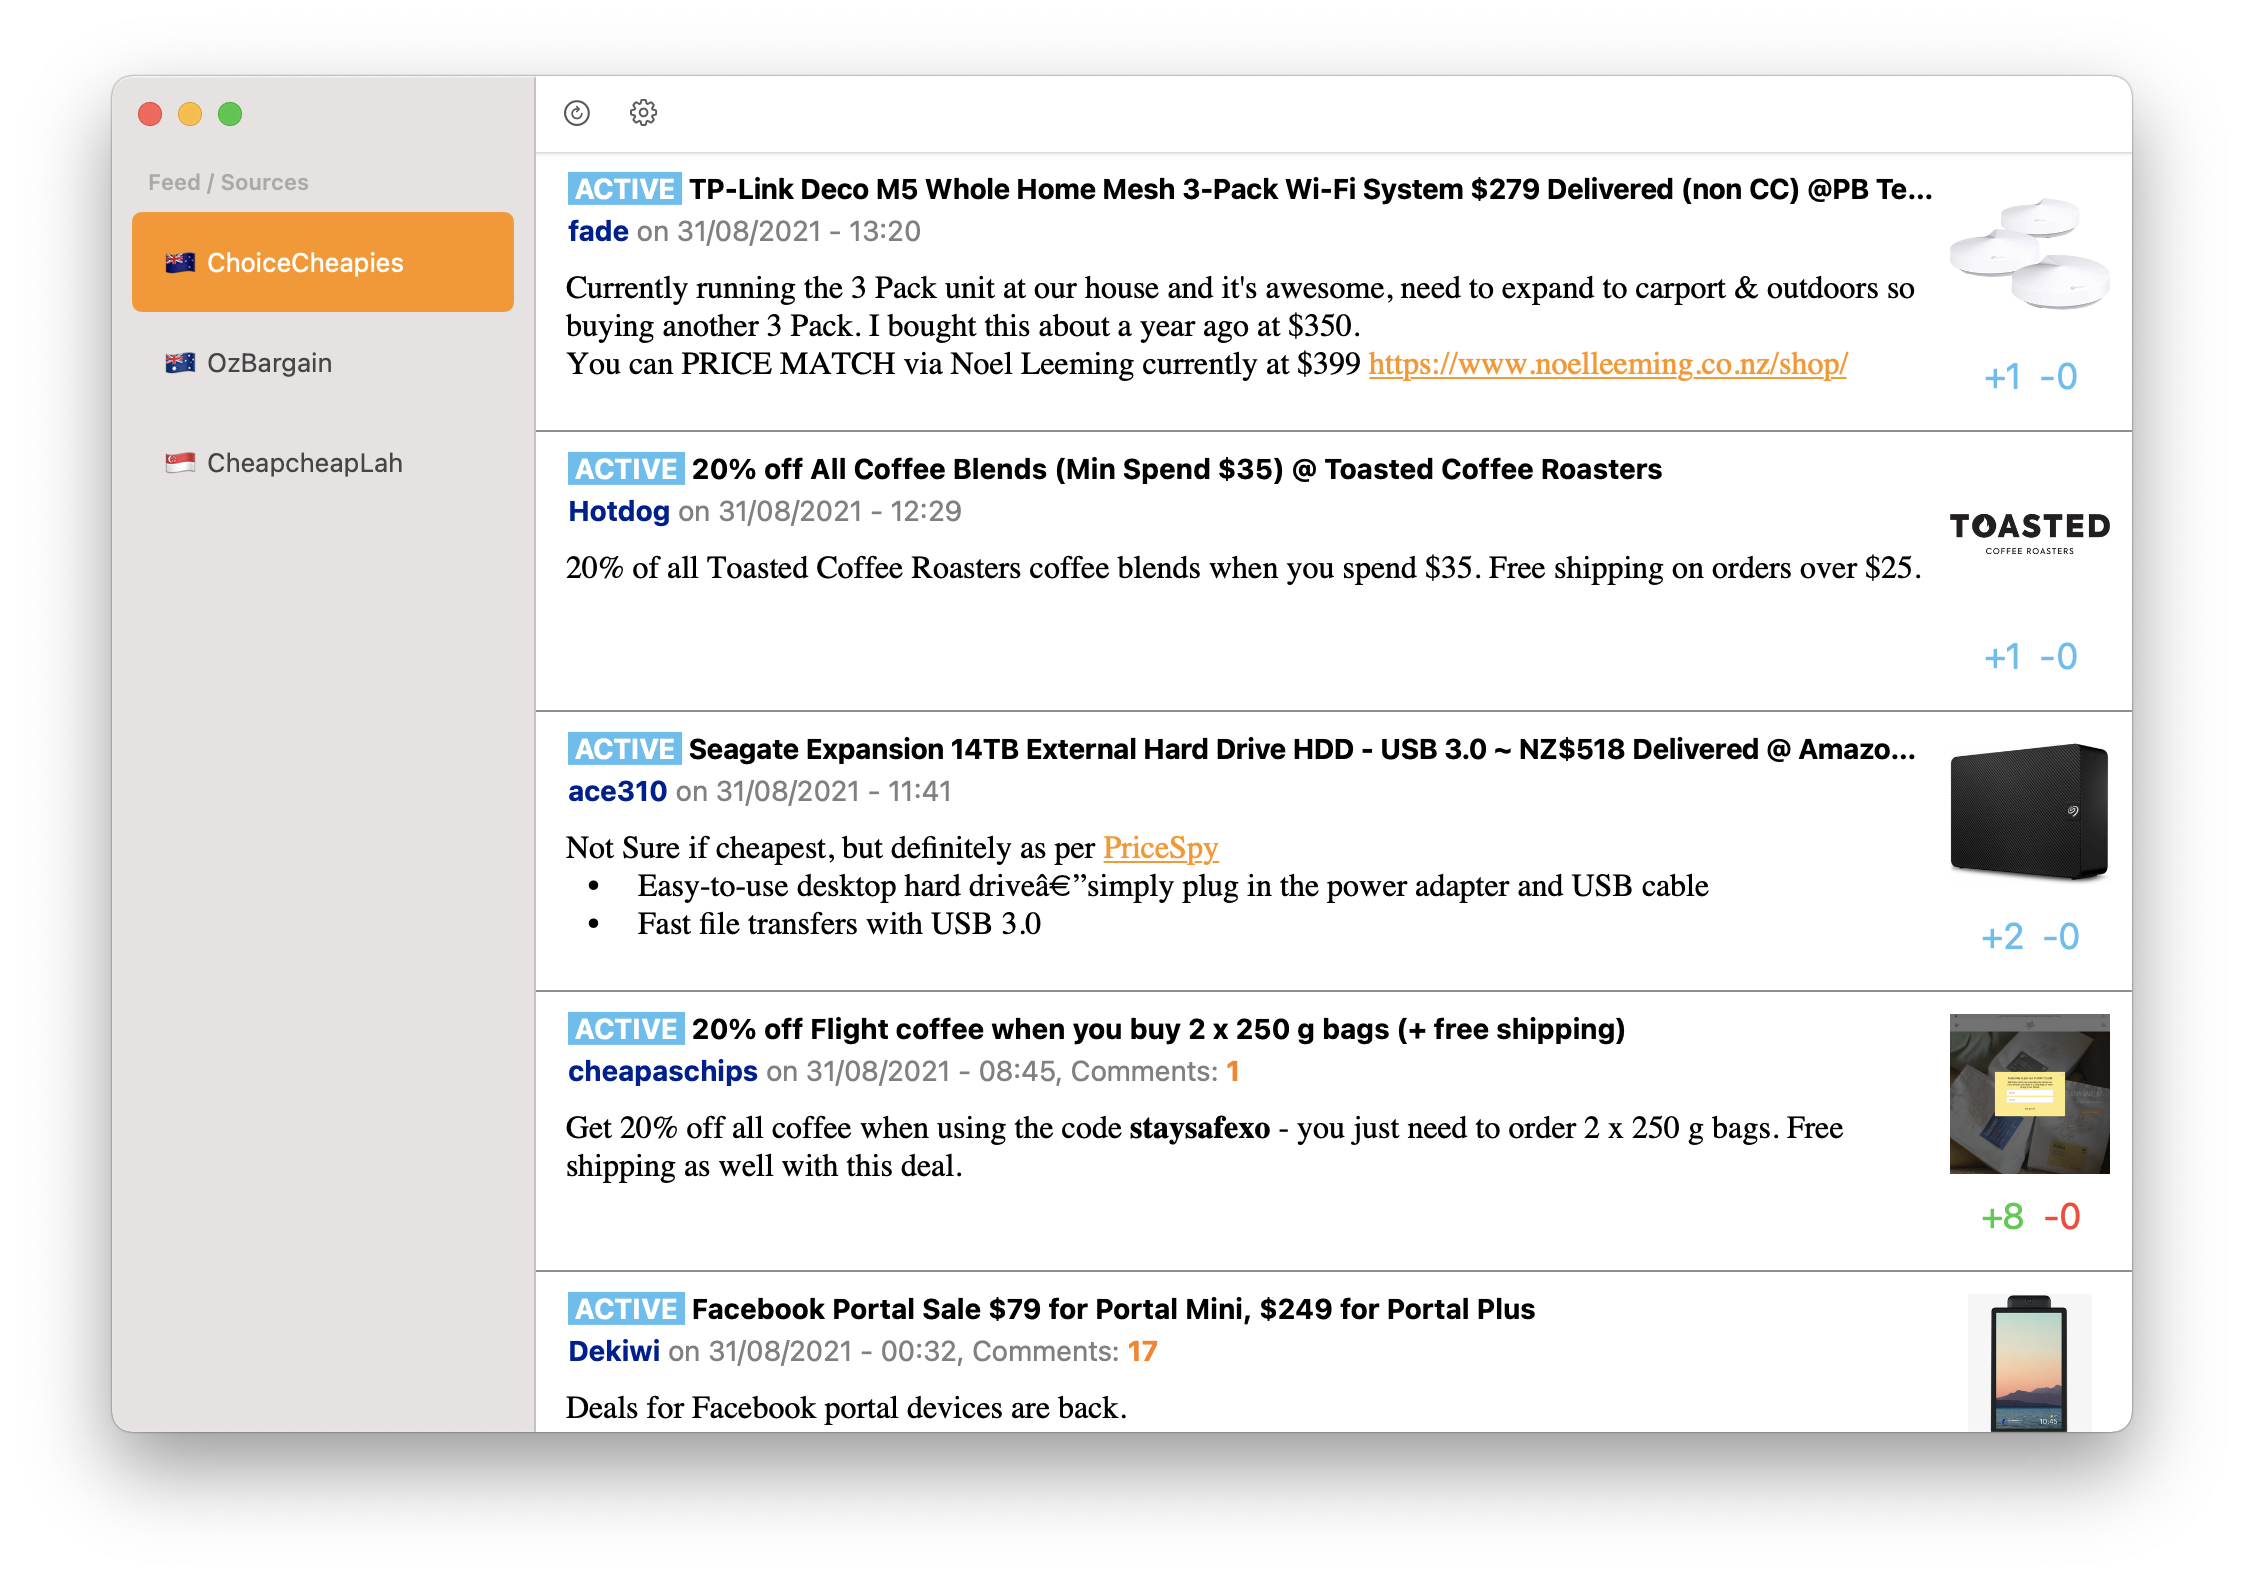 Feed / Sources
ChoiceCheapies
OzBargain
CheapcheapLah
ACTIVE TP-Link Deco M5 Whole Home Mesh 3-Pack Wi-Fi System $279 Delivered (non CC) @PB Te...
fade on 31/08/2021 - 13:20
Currently running the 3 Pack unit at our house and it's awesome, need to expand to carport & outdoors so
buying another 3 Pack. I bought this about a year ago at $350.
You can PRICE MATCH via Noel Leeming currently at $399 https://www.noelleeming.co.nz/shop/
+1 -0
ACTIVE 20% off All Coffee Blends (Min Spend $35) @ Toasted Coffee Roasters
Hotdog on 31/08/2021 - 12:29
20% of all Toasted Coffee Roasters coffee blends when you spend $35. Free shipping on orders over $25.
TOASTED
COFFEE ROASTERS
+1 -0
ACTIVE Seagate Expansion 14TB External Hard Drive HDD - USB 3.0 ~ NZ$518 Delivered @ Amazo...
ace310 on 31/08/2021 - 11:41
Not Sure if cheapest, but definitely as per PriceSpy
• Easy-to-use desktop hard driveâ€”simply plug in the power adapter and USB cable
• Fast file transfers with USB 3.0
+2 -0
ACTIVE 20% off Flight coffee when you buy 2 x 250 g bags (+ free shipping)
cheapaschips on 31/08/2021 - 08:45, Comments: 1
Get 20% off all coffee when using the code staysafexo - you just need to order 2 x 250 g bags. Free
shipping as well with this deal.
+8 -0
ACTIVE Facebook Portal Sale $79 for Portal Mini, $249 for Portal Plus
Dekiwi on 31/08/2021 - 00:32, Comments: 17
Deals for Facebook portal devices are back.
10:45